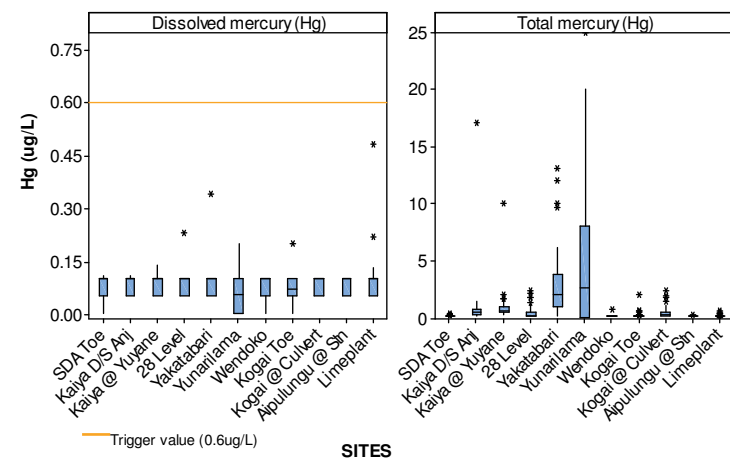 Dissolved mercury (Hg)
Total mercury (Hg)
Hg (ug/L)
0.75
0.60
0.45
0.30
0.15
0.00
25
20
15
10
5
0
SDA Toe
Kaiya D/S Anj
Kaiya @ Yuyane
28 Level
Yakatabari
Yunarilama
Wendoko
Kogai Toe
Kogai @ Culvert
Aipulungu @ Stn
Limeplant
SDA Toe
Kaiya D/S Anj
Kaiya @ Yuyane
28 Level
Yakatabari
Yunarilama
Wendoko
Kogai Toe
Kogai @ Culvert
Aipulungu @ Stn
Limeplant
Trigger value (0.6ug/L)
SITES